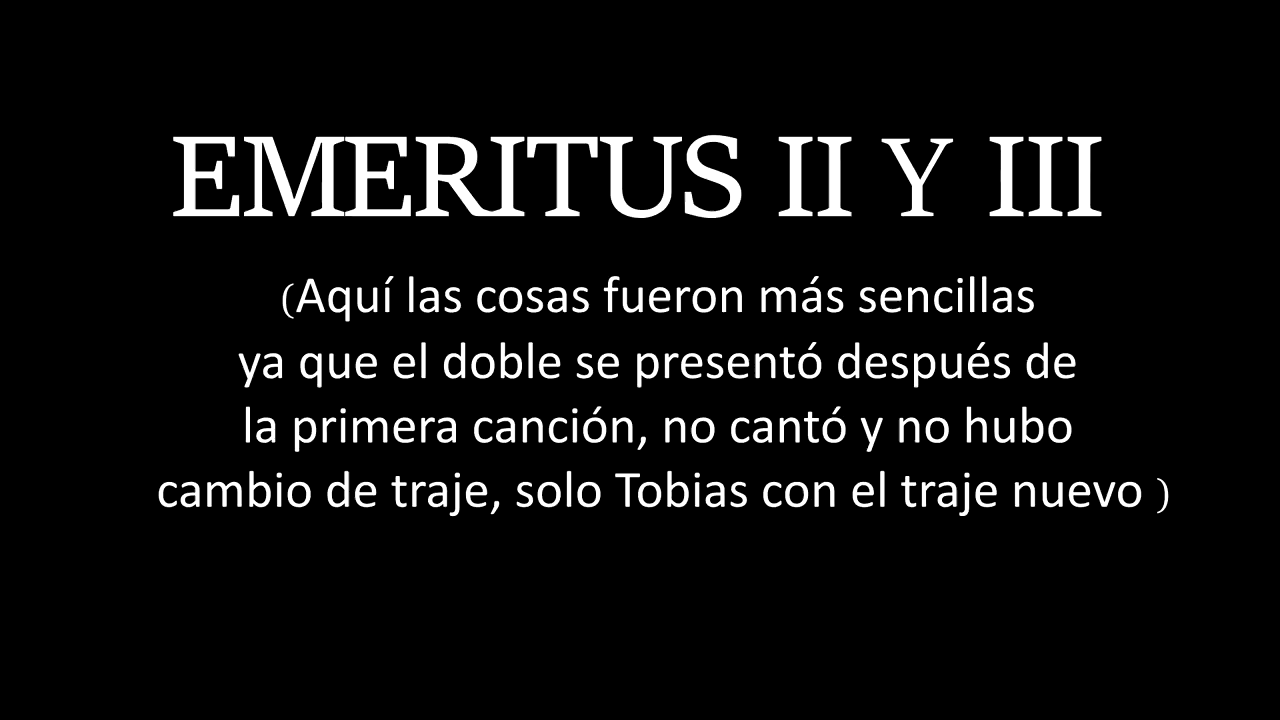 EMERITUS II Y III
(Aquí las cosas fueron más sencillas
ya que el doble se presentó después de
la primera canción, no cantó y no hubo
cambio de traje, solo Tobias con el traje nuevo )